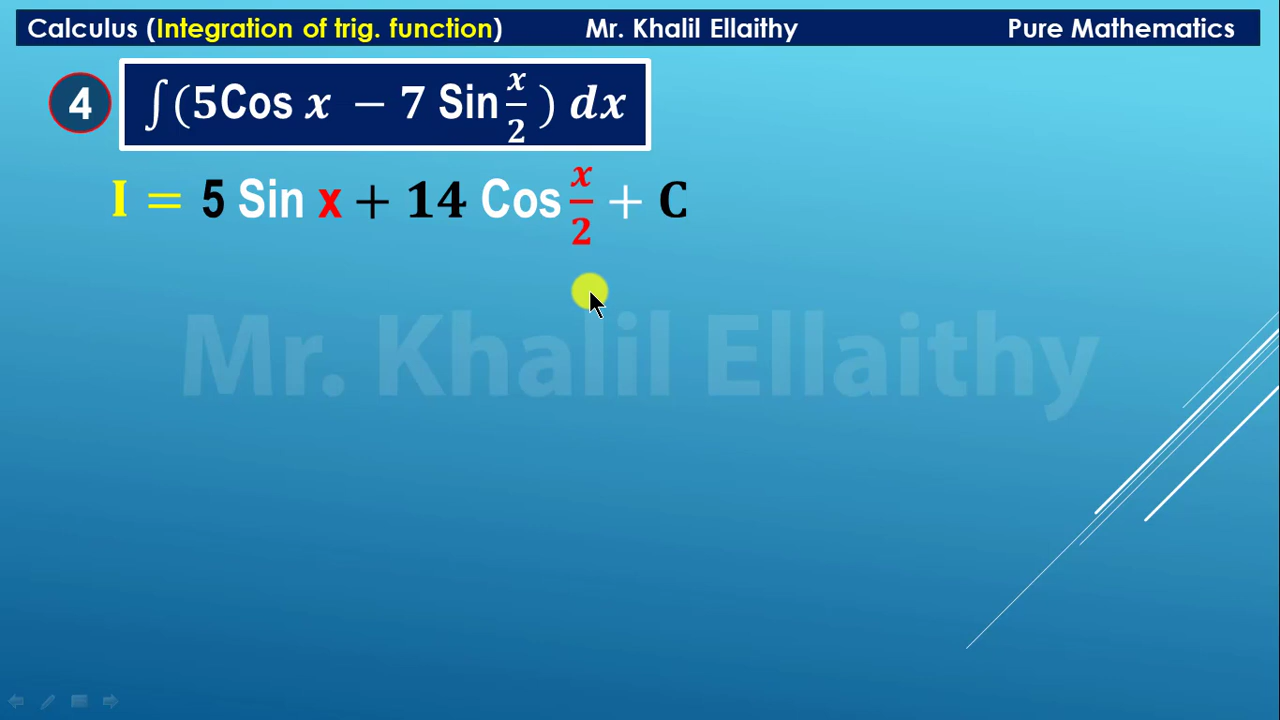 Calculus (Integration of trig. function) Mr. Khalil Ellaithy Pure Mathematics
4 ∫(5Cos x − 7 Sin x/2 ) dx
I = 5 Sin x + 14 Cos x/2 + C
Mr. Khalil Ellaithy